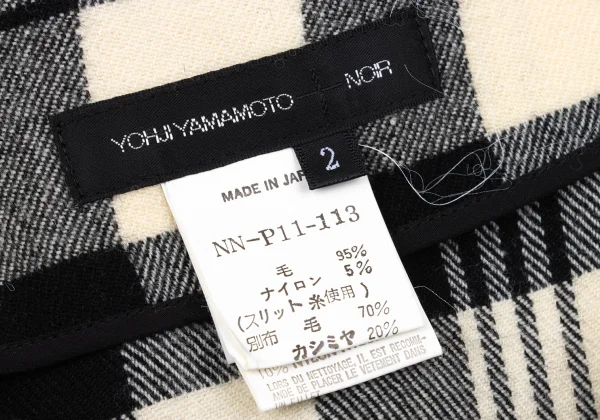 YOHJI YAMAMOTO NOIR
2
MADE IN JAP
NN-P11-113
毛 95%
ナイロン 5%
(スリット糸使用)
別布 毛 70%
カシミヤ 20%
10%
LORS DU NETTOYAGE, IL EST RECOMM-
ANDE DE PLACER LE VETEMENT DANS